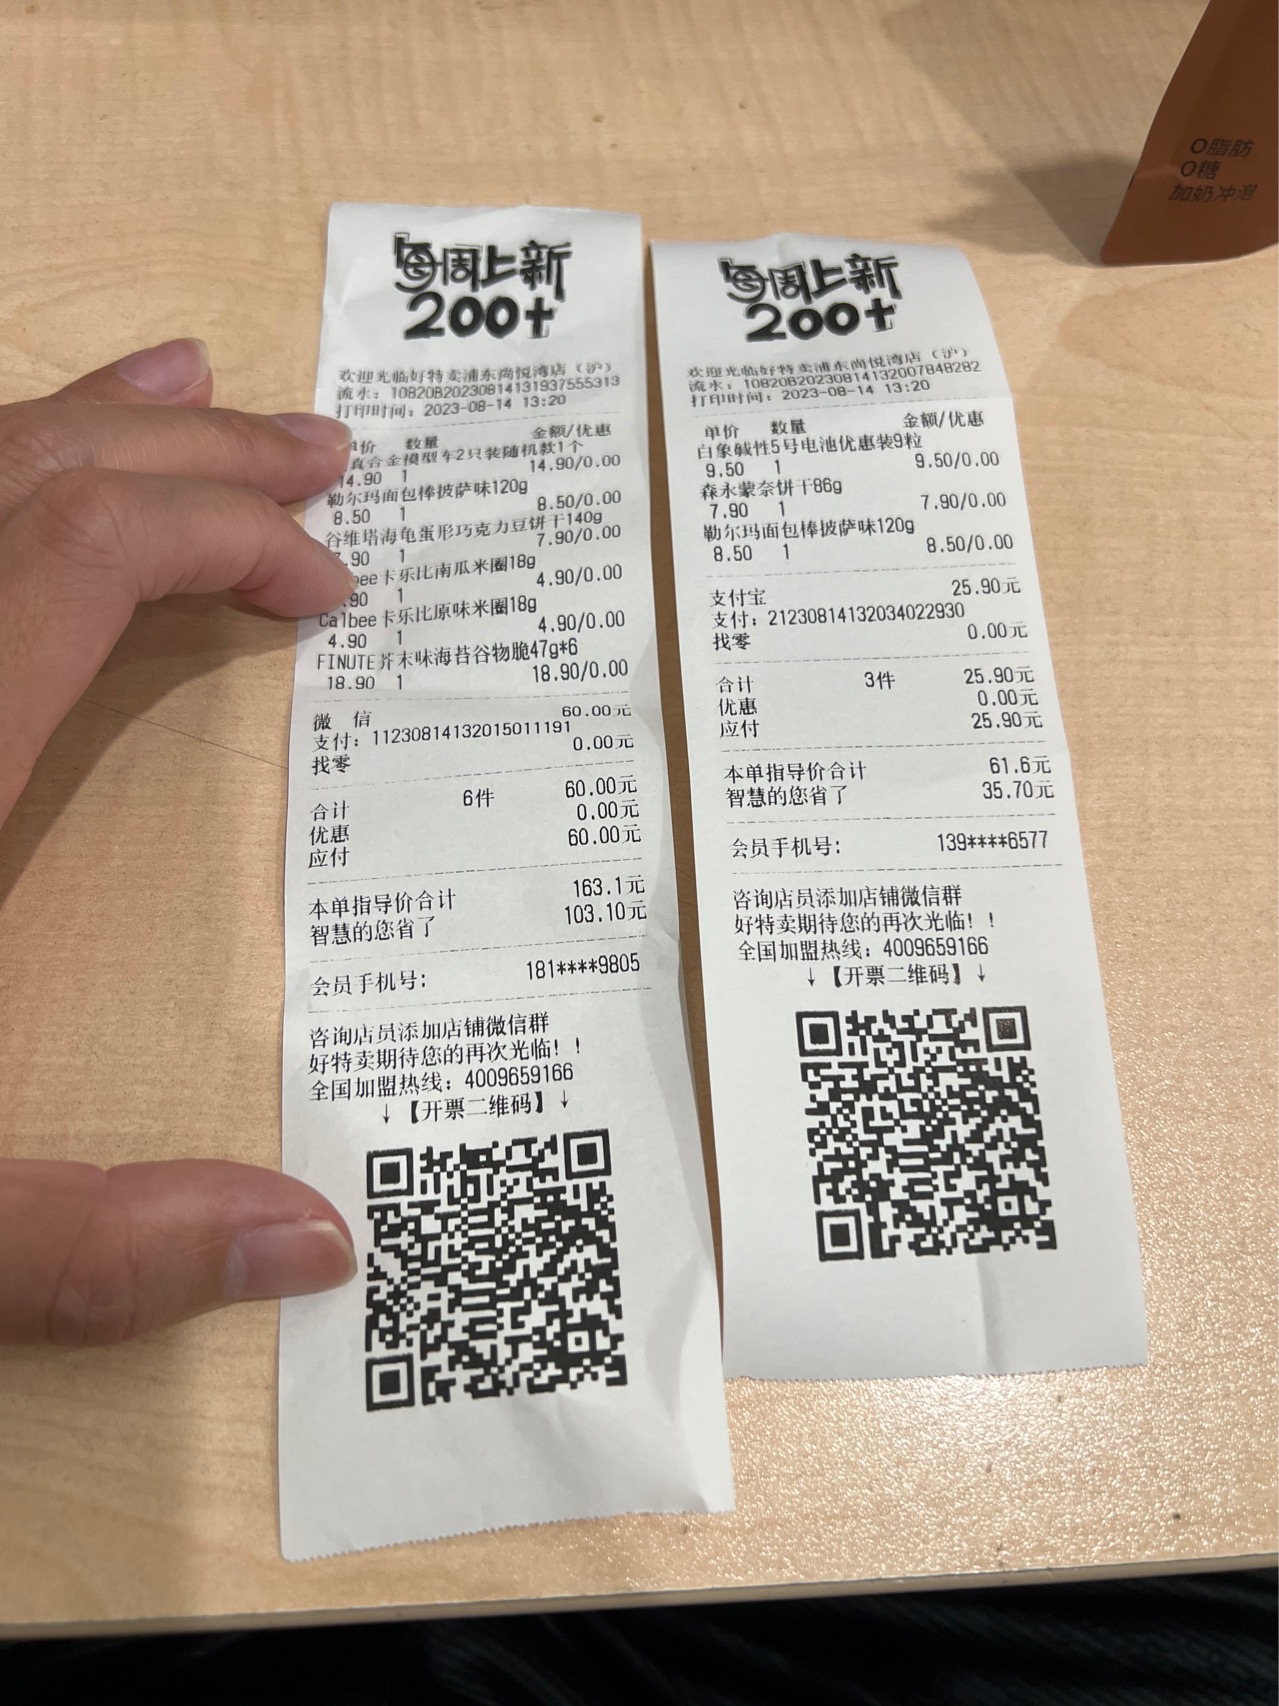 每周上新
200+
欢迎光临好特卖浦东尚悦湾店（沪）
流水：10820B2023081413193755531​3
打印时间：2023-08-14 13:20
单价 数量 金额/优惠
真合金模型车2只装随机款1个
14.90 1 14.90/0.00
勒尔玛面包棒披萨味120g
8.50 1 8.50/0.00
谷维塔海龟蛋形巧克力豆饼干140g
.90 1 7.90/0.00
bee卡乐比南瓜米圈18g
.90 1 4.90/0.00
Calbee卡乐比原味米圈18g
4.90 1 4.90/0.00
FINUTE芥末味海苔谷物脆47g*6
18.90 1 18.90/0.00
微 信 60.00元
支付：112308141320150​11191
找零 0.00元
合计 6件 60.00元
优惠 0.00元
应付 60.00元
本单指导价合计 163.1元
智慧的您省了 103.10元
会员手机号: 181****9805
咨询店员添加店铺微信群
好特卖期待您的再次光临！！
全国加盟热线：4009659166
↓【开票二维码】↓
每周上新
200+
欢迎光临好特卖浦东尚悦湾店（沪）
流水：10820B20230814132007848282
打印时间：2023-08-14 13:20
单价 数量 金额/优惠
白象碱性5号电池优惠装9粒
9.50 1 9.50/0.00
森永蒙奈饼干86g
7.90 1 7.90/0.00
勒尔玛面包棒披萨味120g
8.50 1 8.50/0.00
支付宝 25.90元
支付：21230814132034022930
找零 0.00元
合计 3件 25.90元
优惠 0.00元
应付 25.90元
本单指导价合计 61.6元
智慧的您省了 35.70元
会员手机号: 139****6577
咨询店员添加店铺微信群
好特卖期待您的再次光临！！
全国加盟热线：4009659166
↓【开票二维码】↓
0脂肪
0糖
加奶冲泡